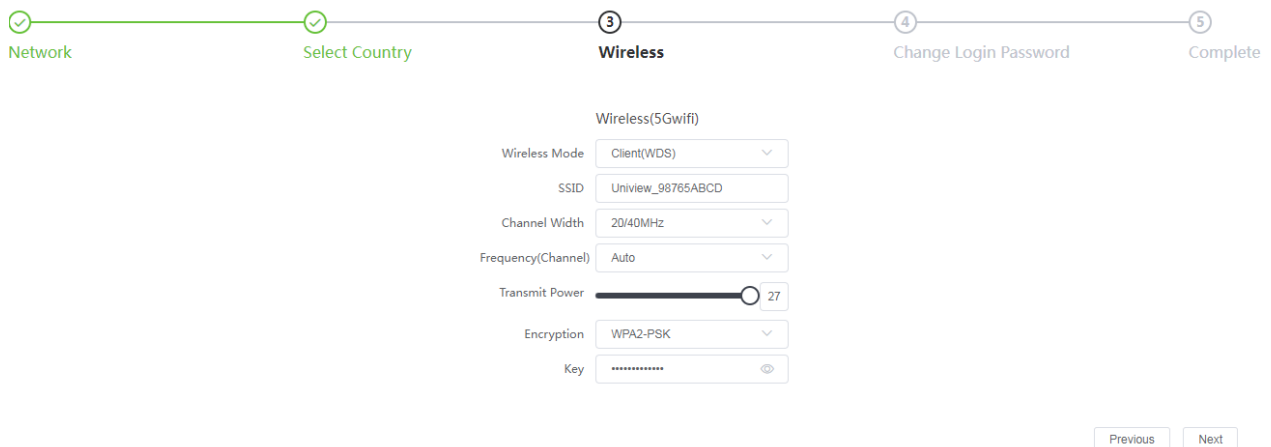 3 4 5
Network Select Country Wireless Change Login Password Complete
Wireless(5Gwifi)
Wireless Mode Client(WDS)
SSID Uniview_98765ABCD
Channel Width 20/40MHz
Frequency(Channel) Auto
Transmit Power 27
Encryption WPA2-PSK
Key •••••••••••••
Previous Next